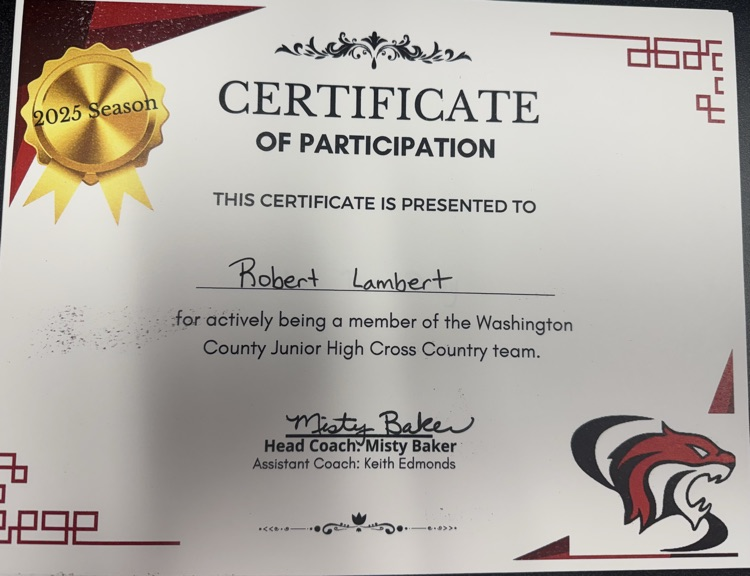 2025 Season
CERTIFICATE
OF PARTICIPATION
THIS CERTIFICATE IS PRESENTED TO
Robert Lambert
for actively being a member of the Washington
County Junior High Cross Country team.
Misty Baker
Head Coach: Misty Baker
Assistant Coach: Keith Edmonds